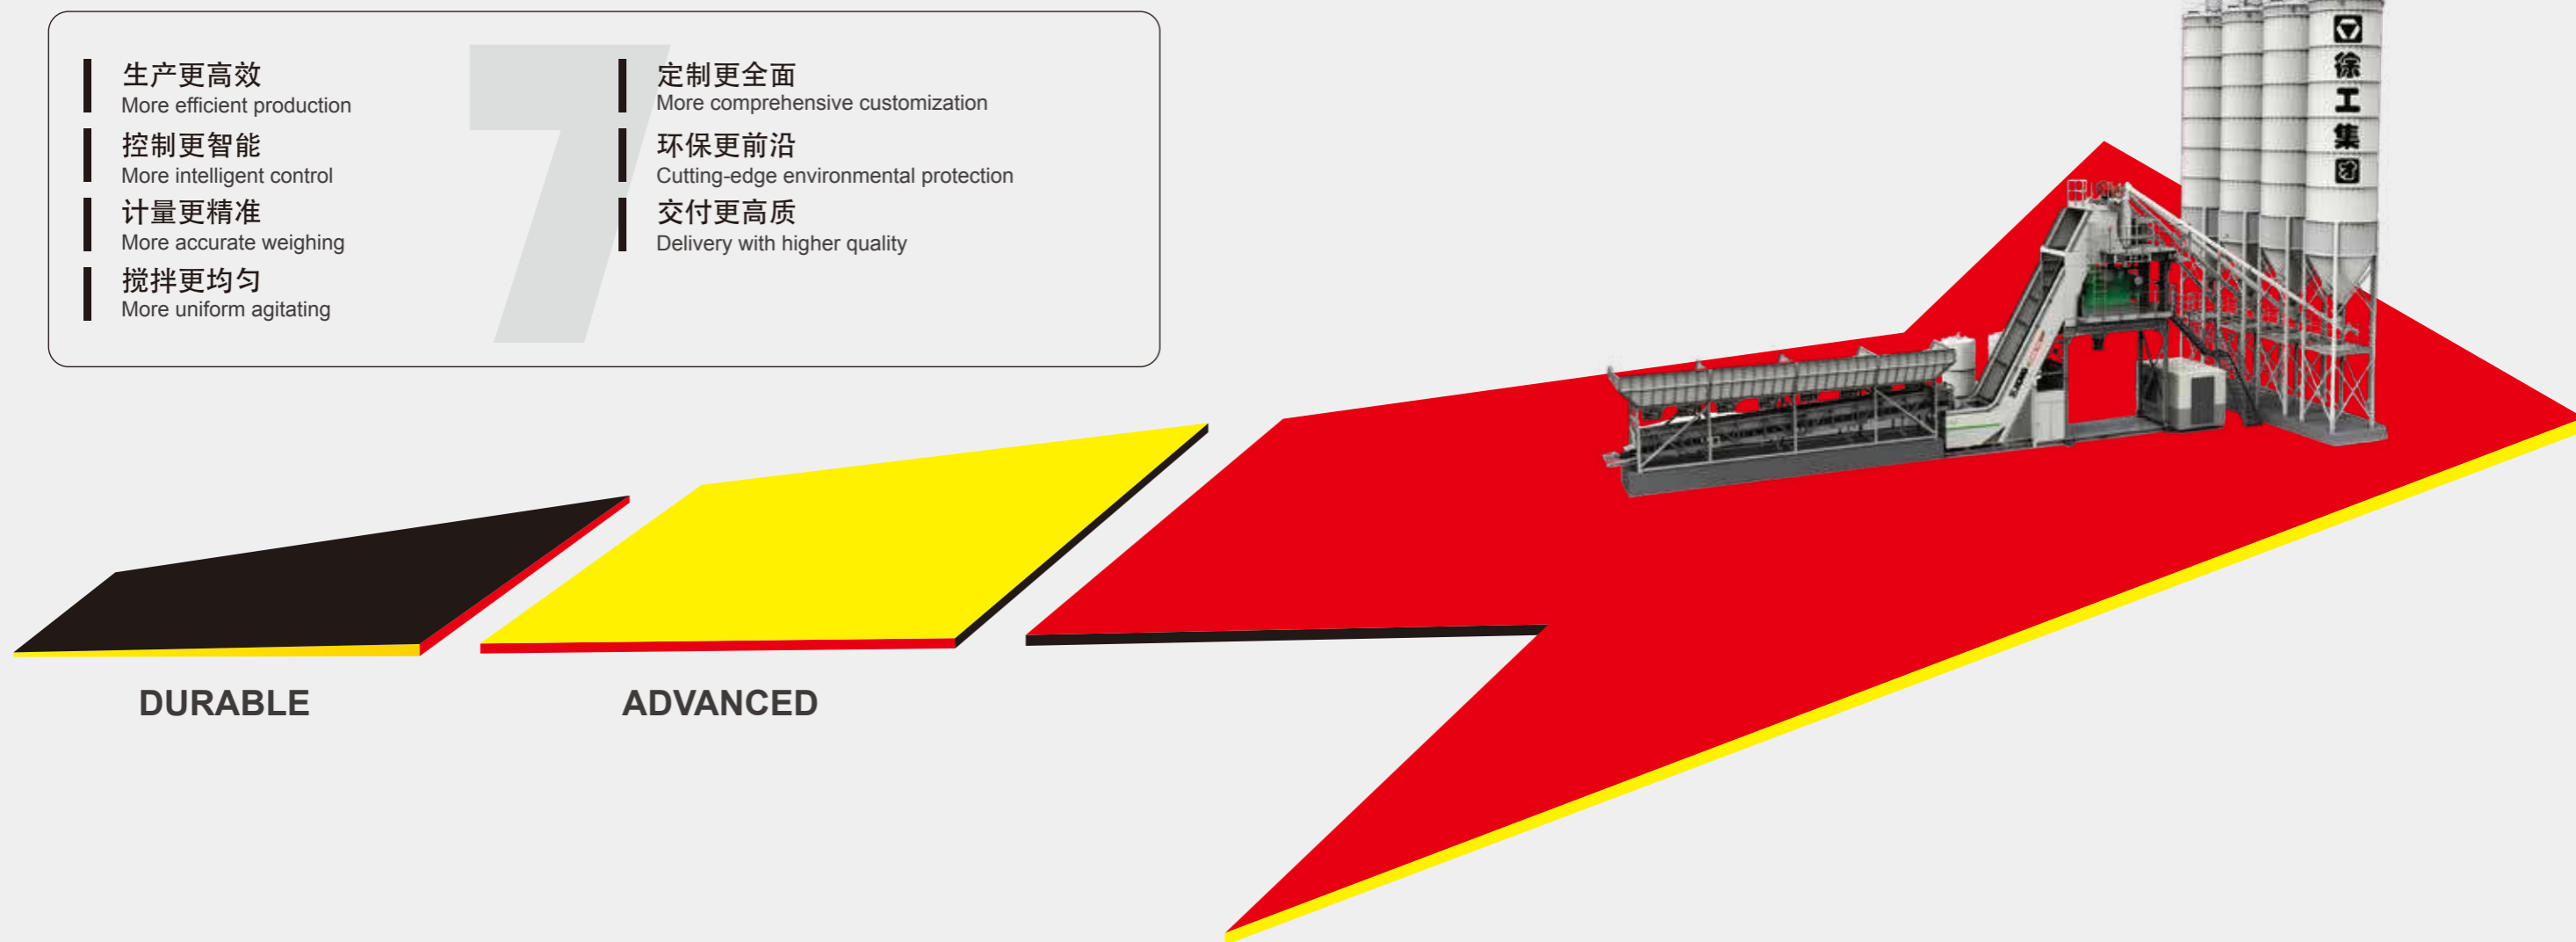 生产更高效
More efficient production
控制更智能
More intelligent control
计量更精准
More accurate weighing
搅拌更均匀
More uniform agitating
7
定制更全面
More comprehensive customization
环保更前沿
Cutting-edge environmental protection
交付更高质
Delivery with higher quality
徐工集团
DURABLE
ADVANCED